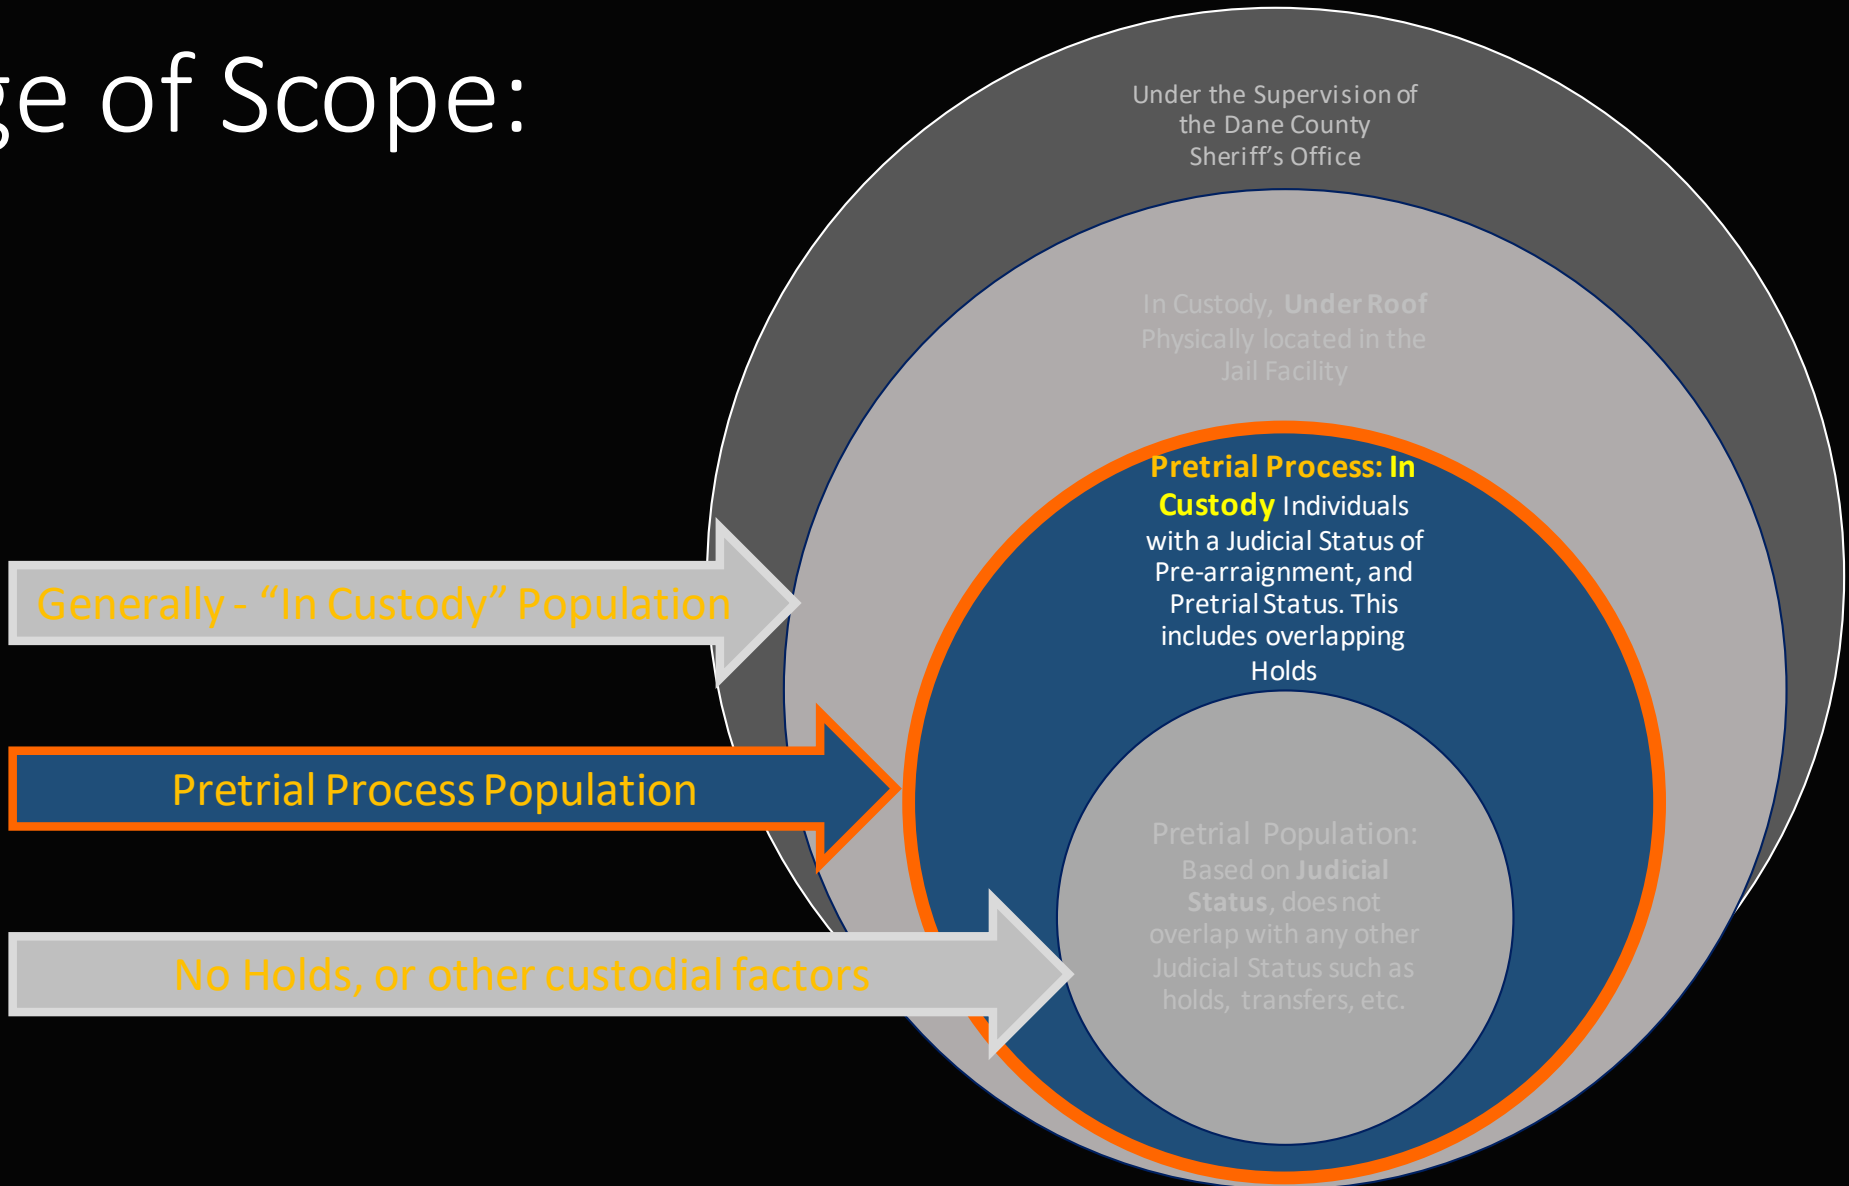 ge of Scope:
Under the Supervision of
the Dane County
Sheriff’s Office
In Custody, Under Roof
Physically located in the
Jail Facility
Pretrial Process: In
Custody Individuals
with a Judicial Status of
Pre-arraignment, and
Pretrial Status. This
includes overlapping
Holds
Generally - “In Custody” Population
Pretrial Process Population
Pretrial Population:
Based on Judicial
Status, does not
overlap with any other
Judicial Status such as
holds, transfers, etc.
No Holds, or other custodial factors